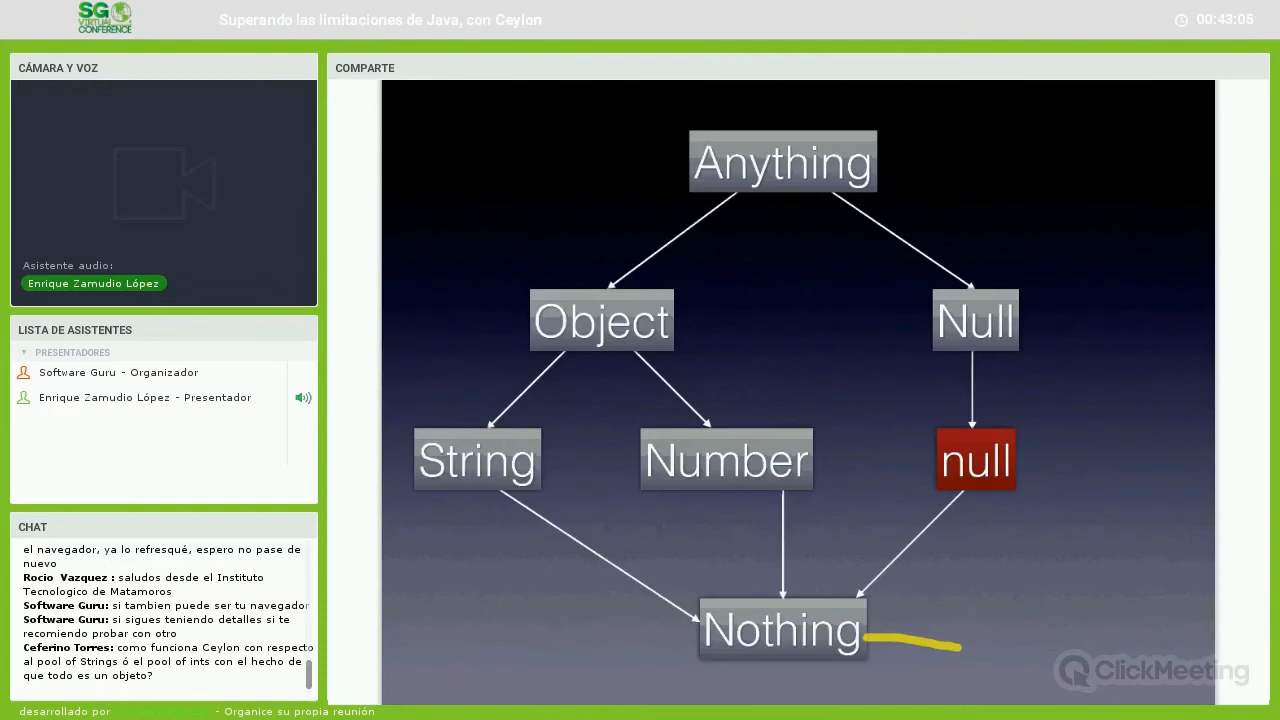 SG
VIRTUAL
CONFERENCE
Superando las limitaciones de Java, con Ceylon
00:43:05
CÁMARA Y VOZ
Asistente audio:
Enrique Zamudio López
LISTA DE ASISTENTES
PRESENTADORES
Software Guru - Organizador
Enrique Zamudio López - Presentador
CHAT
el navegador, ya lo refresqué, espero no pase de
nuevo
Rocio Vazquez : saludos desde el Instituto
Tecnologico de Matamoros
Software Guru: si tambien puede ser tu navegador
Software Guru: si sigues teniendo detalles si te
recomiendo probar con otro
Ceferino Torres: como funciona Ceylon con respecto
al pool of Strings ó el pool of ints con el hecho de
que todo es un objeto?
desarrollado por - Organice su propia reunión
COMPARTE
Anything
Object
Null
String
Number
null
Nothing
ClickMeeting